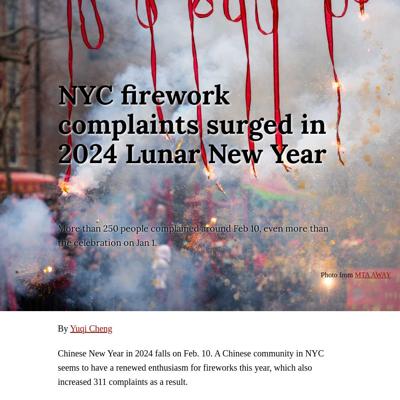 NYC firework
complaints surged in
2024 Lunar New Year
More than 250 people complained around Feb 10, even more than
the celebration on Jan 1.
Photo from MTA AWAY
By Yuqi Cheng
Chinese New Year in 2024 falls on Feb. 10. A Chinese community in NYC
seems to have a renewed enthusiasm for fireworks this year, which also
increased 311 complaints as a result.